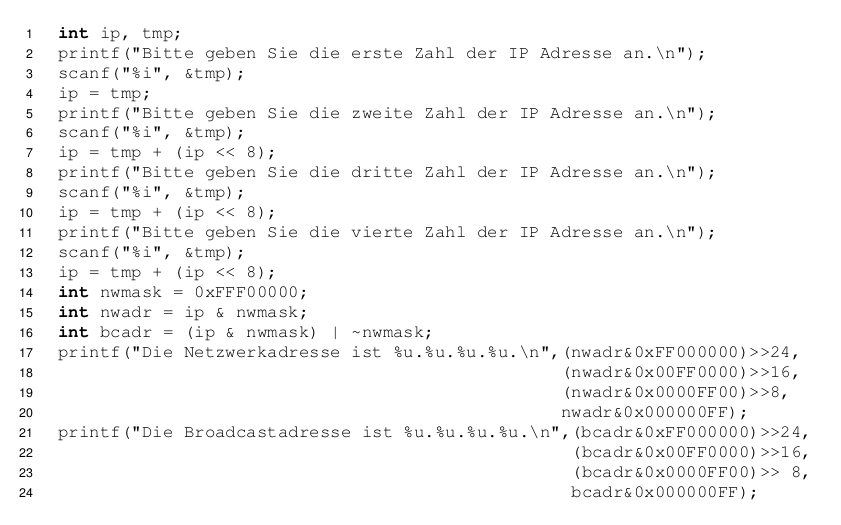 1 int ip, tmp;
2 printf("Bitte geben Sie die erste Zahl der IP Adresse an.\n");
3 scanf("%i", &tmp);
4 ip = tmp;
5 printf("Bitte geben Sie die zweite Zahl der IP Adresse an.\n");
6 scanf("%i", &tmp);
7 ip = tmp + (ip << 8);
8 printf("Bitte geben Sie die dritte Zahl der IP Adresse an.\n");
9 scanf("%i", &tmp);
10 ip = tmp + (ip << 8);
11 printf("Bitte geben Sie die vierte Zahl der IP Adresse an.\n");
12 scanf("%i", &tmp);
13 ip = tmp + (ip << 8);
14 int nwmask = 0xFFF00000;
15 int nwadr = ip & nwmask;
16 int bcadr = (ip & nwmask) | ~nwmask;
17 printf("Die Netzwerkadresse ist %u.%u.%u.%u.\n",(nwadr&0xFF000000)>>24,
18 (nwadr&0x00FF0000)>>16,
19 (nwadr&0x0000FF00)>>8,
20 nwadr&0x000000FF);
21 printf("Die Broadcastadresse ist %u.%u.%u.%u.\n",(bcadr&0xFF000000)>>24,
22 (bcadr&0x00FF0000)>>16,
23 (bcadr&0x0000FF00)>> 8,
24 bcadr&0x000000FF);